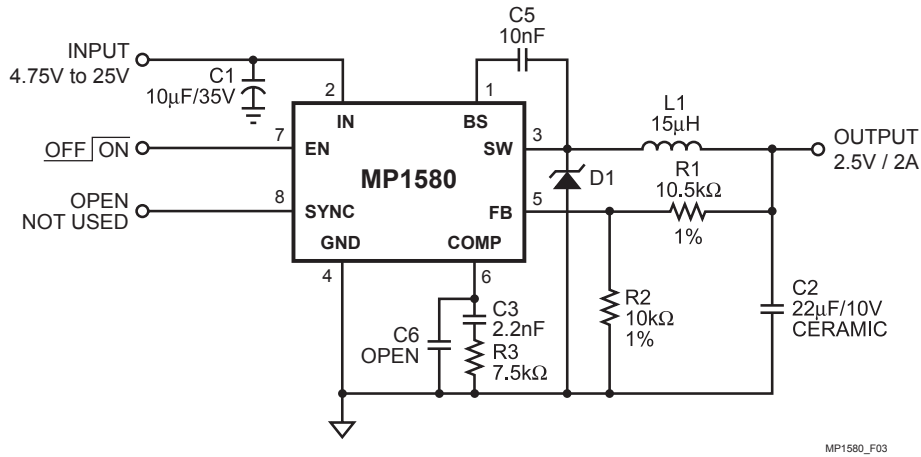 C5
10nF
INPUT
4.75V to 25V
C1
10μF/35V
2
1
IN
BS
L1
15μH
7
EN
SW
3
OFF ON
OUTPUT
2.5V / 2A
MP1580
D1
R1
10.5kΩ
1%
OPEN
NOT USED
8
SYNC
FB
5
GND
COMP
4
6
C3
2.2nF
C6
OPEN
R3
7.5kΩ
R2
10kΩ
1%
C2
22μF/10V
CERAMIC
MP1580_F03